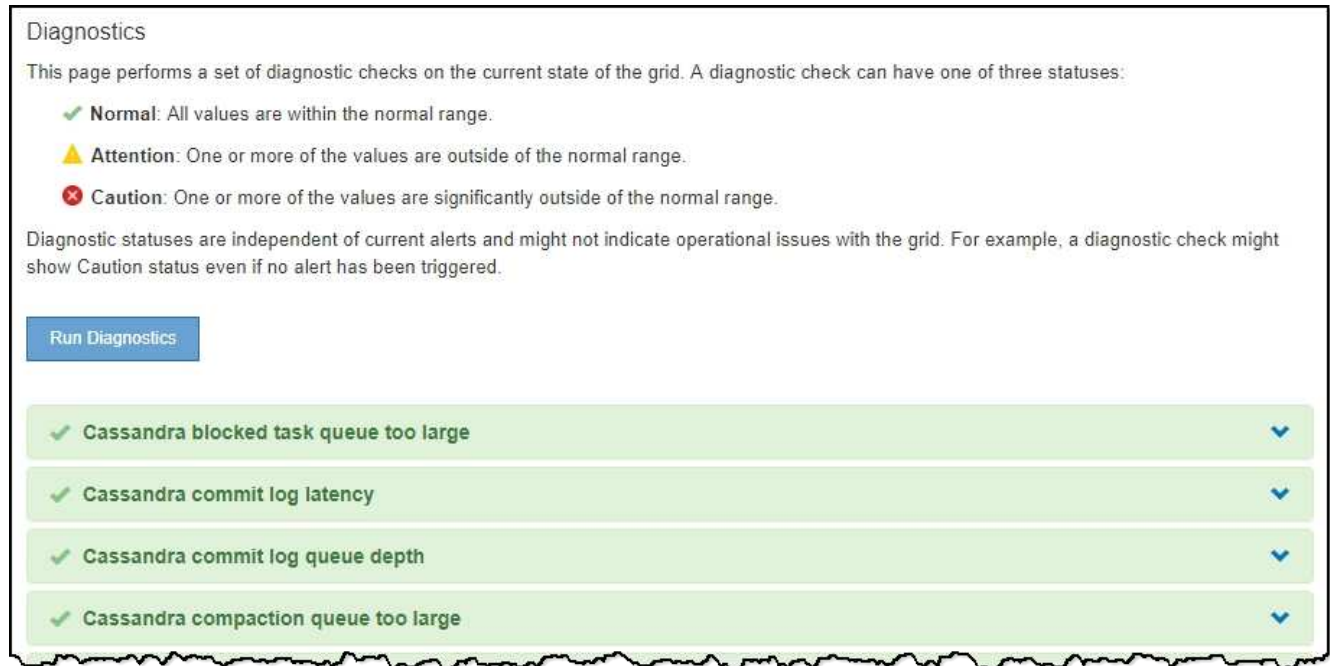 Diagnostics
This page performs a set of diagnostic checks on the current state of the grid. A diagnostic check can have one of three statuses:
Normal: All values are within the normal range.
Attention: One or more of the values are outside of the normal range.
Caution: One or more of the values are significantly outside of the normal range.
Diagnostic statuses are independent of current alerts and might not indicate operational issues with the grid. For example, a diagnostic check might
show Caution status even if no alert has been triggered.
Run Diagnostics
Cassandra blocked task queue too large
Cassandra commit log latency
Cassandra commit log queue depth
Cassandra compaction queue too large